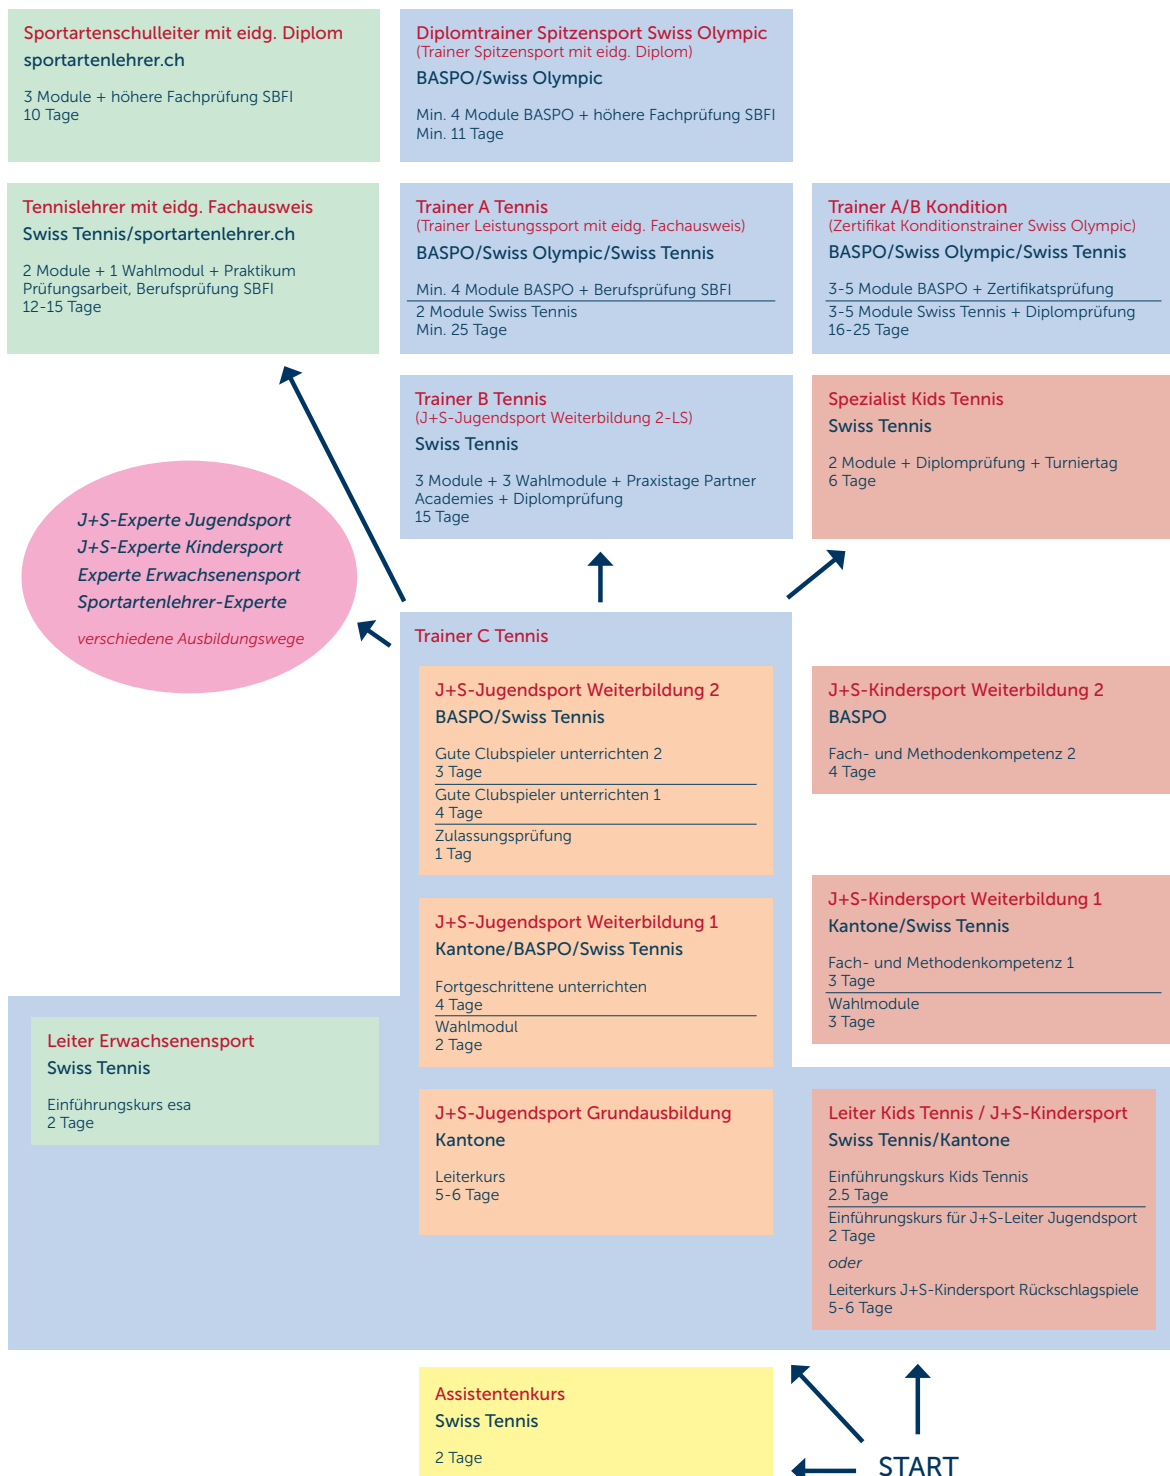 Sportartenschulleiter mit eidg. Diplom
sportartenlehrer.ch
3 Module + höhere Fachprüfung SBFI
10 Tage
Diplomtrainer Spitzensport Swiss Olympic
(Trainer Spitzensport mit eidg. Diplom)
BASPO/Swiss Olympic
Min. 4 Module BASPO + höhere Fachprüfung SBFI
Min. 11 Tage
Tennislehrer mit eidg. Fachausweis
Swiss Tennis/sportartenlehrer.ch
2 Module + 1 Wahlmodul + Praktikum
Prüfungsarbeit, Berufsprüfung SBFI
12-15 Tage
Trainer A Tennis
(Trainer Leistungssport mit eidg. Fachausweis)
BASPO/Swiss Olympic/Swiss Tennis
Min. 4 Module BASPO + Berufsprüfung SBFI
2 Module Swiss Tennis
Min. 25 Tage
Trainer A/B Kondition
(Zertifikat Konditionstrainer Swiss Olympic)
BASPO/Swiss Olympic/Swiss Tennis
3-5 Module BASPO + Zertifikatsprüfung
3-5 Module Swiss Tennis + Diplomprüfung
16-25 Tage
Trainer B Tennis
(J+S-Jugendsport Weiterbildung 2-LS)
Swiss Tennis
3 Module + 3 Wahlmodule + Praxistage Partner
Academies + Diplomprüfung
15 Tage
Spezialist Kids Tennis
Swiss Tennis
2 Module + Diplomprüfung + Turniertag
6 Tage
J+S-Experte Jugendsport
J+S-Experte Kindersport
Experte Erwachsenensport
Sportartenlehrer-Experte
verschiedene Ausbildungswege
Trainer C Tennis
J+S-Jugendsport Weiterbildung 2
BASPO/Swiss Tennis
Gute Clubspieler unterrichten 2
3 Tage
Gute Clubspieler unterrichten 1
4 Tage
Zulassungsprüfung
1 Tag
J+S-Kindersport Weiterbildung 2
BASPO
Fach- und Methodenkompetenz 2
4 Tage
J+S-Jugendsport Weiterbildung 1
Kantone/BASPO/Swiss Tennis
Fortgeschrittene unterrichten
4 Tage
Wahlmodul
2 Tage
J+S-Kindersport Weiterbildung 1
Kantone/Swiss Tennis
Fach- und Methodenkompetenz 1
3 Tage
Wahlmodule
3 Tage
Leiter Erwachsenensport
Swiss Tennis
Einführungskurs esa
2 Tage
J+S-Jugendsport Grundausbildung
Kantone
Leiterkurs
5-6 Tage
Leiter Kids Tennis / J+S-Kindersport
Swiss Tennis/Kantone
Einführungskurs Kids Tennis
2.5 Tage
Einführungskurs für J+S-Leiter Jugendsport
2 Tage
oder
Leiterkurs J+S-Kindersport Rückschlagspiele
5-6 Tage
Assistentenkurs
Swiss Tennis
2 Tage
START